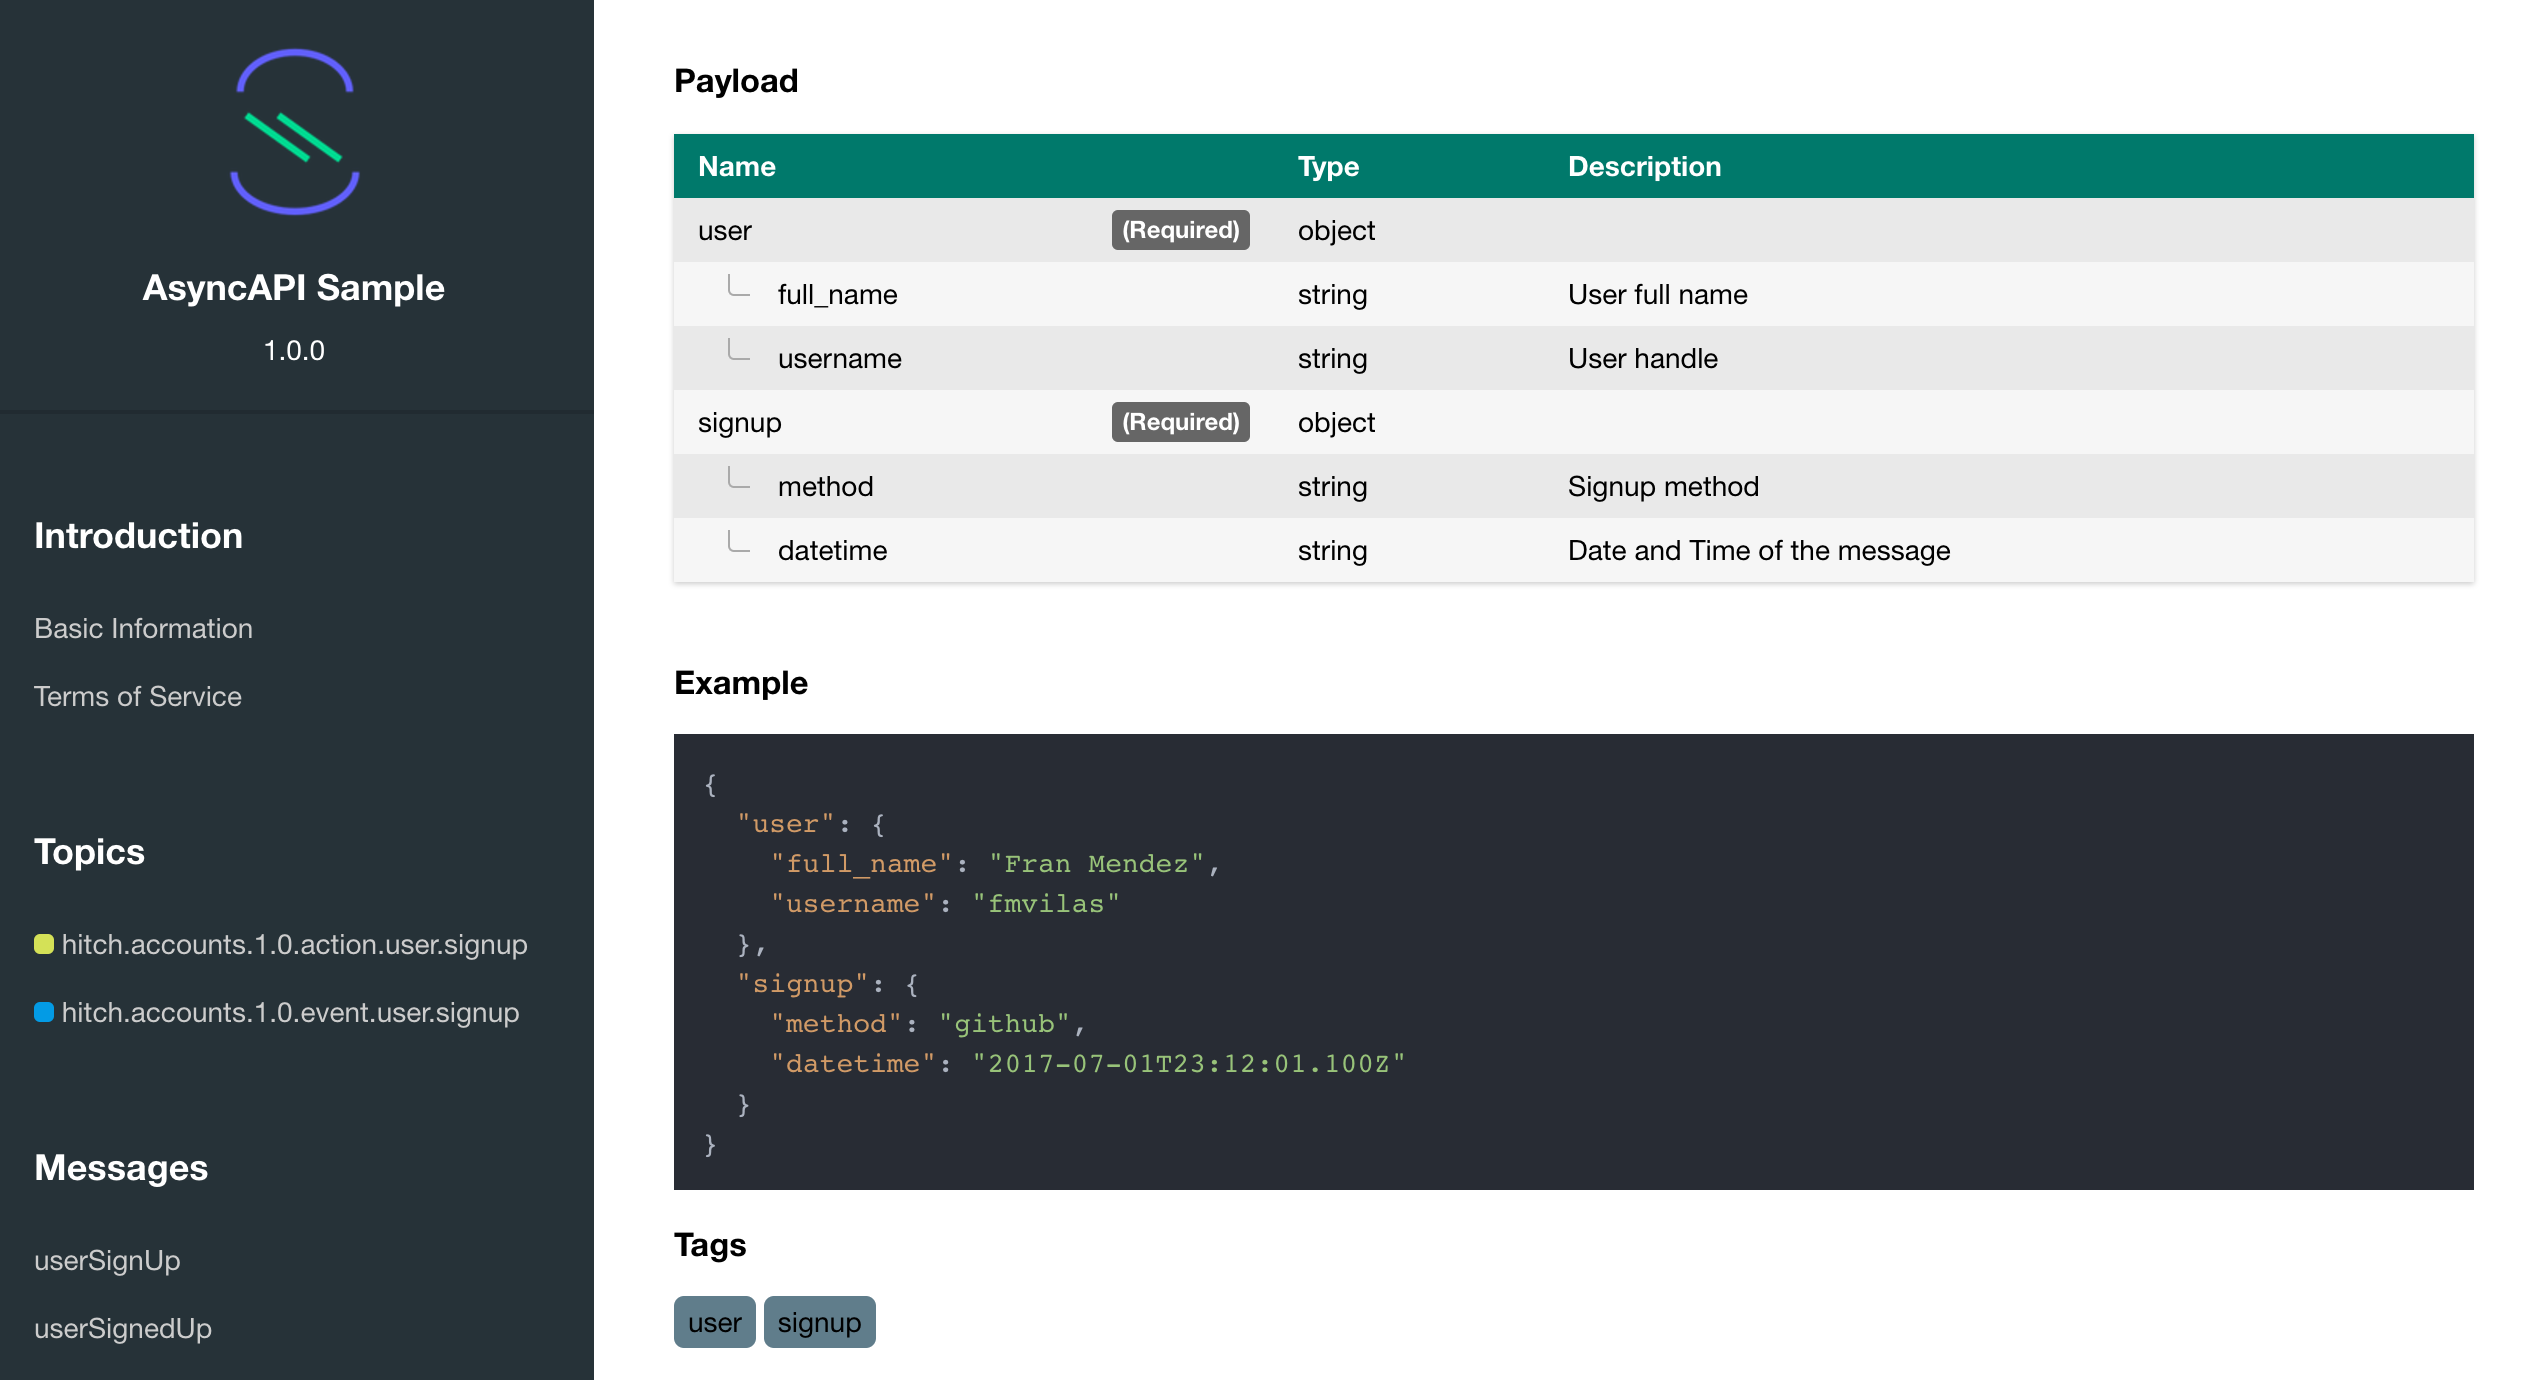 AsyncAPI Sample
1.0.0
Introduction
Basic Information
Terms of Service
Topics
hitch.accounts.1.0.action.user.signup
hitch.accounts.1.0.event.user.signup
Messages
userSignUp
userSignedUp
Payload
Name Type Description
user (Required) object
full_name string User full name
username string User handle
signup (Required) object
method string Signup method
datetime string Date and Time of the message
Example
{
  "user": {
    "full_name": "Fran Mendez",
    "username": "fmvilas"
  },
  "signup": {
    "method": "github",
    "datetime": "2017-07-01T23:12:01.100Z"
  }
}
Tags
user signup